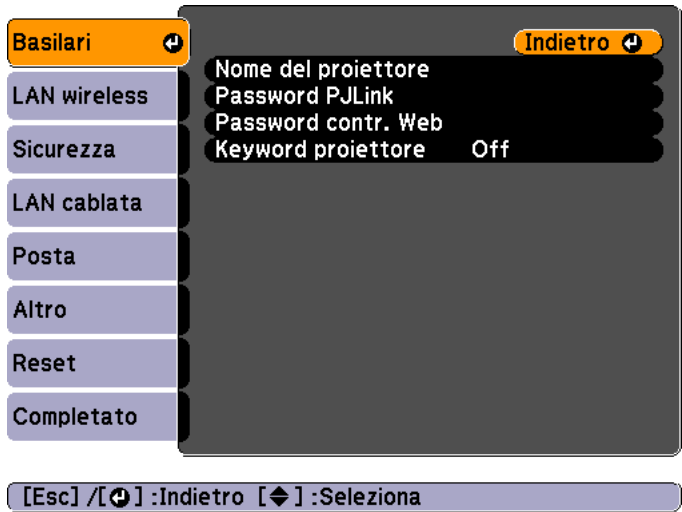 Basilari
Indietro
Nome del proiettore
Password PJLink
Password contr. Web
Keyword proiettore Off
LAN wireless
Sicurezza
LAN cablata
Posta
Altro
Reset
Completato
[Esc] /[] :Indietro [] :Seleziona